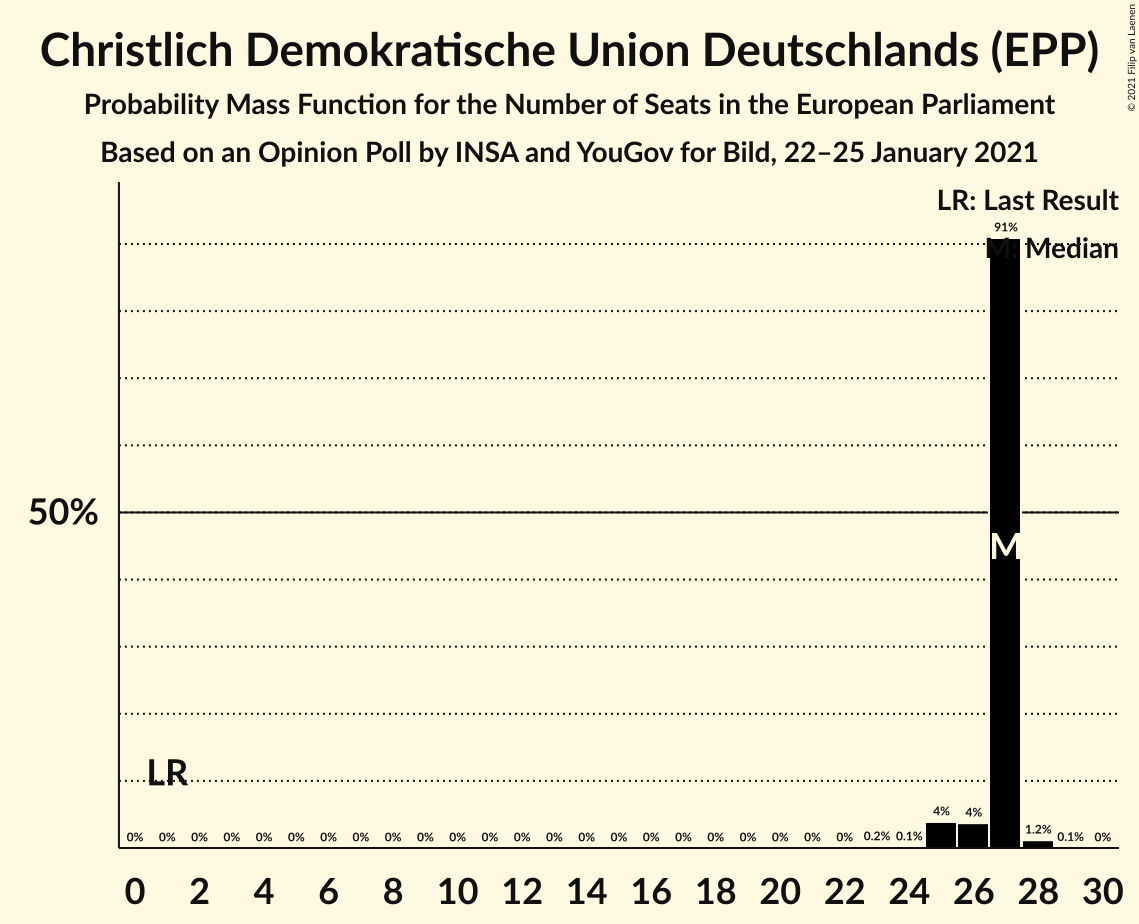 Christlich Demokratische Union Deutschlands (EPP)
Probability Mass Function for the Number of Seats in the European Parliament
Based on an Opinion Poll by INSA and YouGov for Bild, 22–25 January 2021
© 2021 Filip van Laenen
LR: Last Result
91%
M: Median
50%
M
LR
0% 0% 0% 0% 0% 0% 0% 0% 0% 0% 0% 0% 0% 0% 0% 0% 0% 0% 0% 0% 0% 0% 0% 0.2% 0.1% 4% 4% 1.2% 0.1% 0%
0 2 4 6 8 10 12 14 16 18 20 22 24 26 28 30